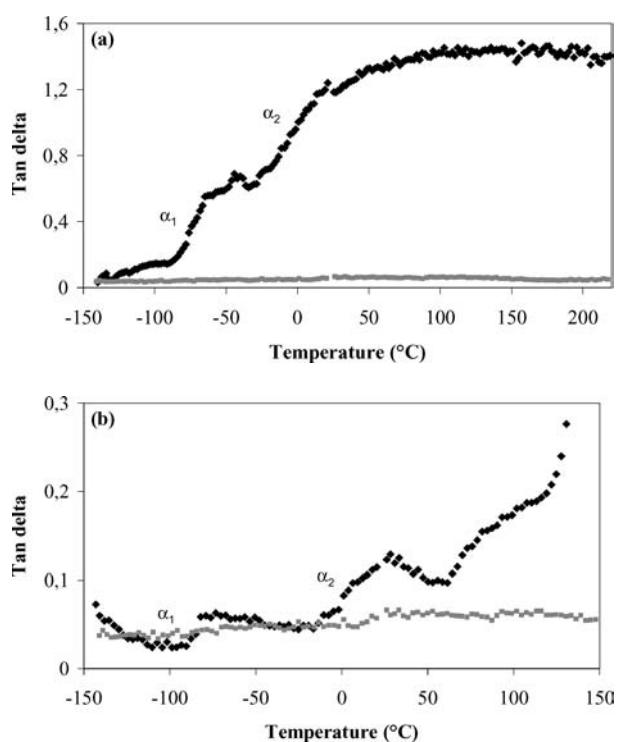 (a)
1,6
1,2
0,8
0,4
0
Tan delta
α1
α2
-150 -100 -50 0 50 100 150 200
Temperature (°C)
(b)
0,3
0,2
0,1
0
Tan delta
α1
α2
-150 -100 -50 0 50 100 150
Temperature (°C)